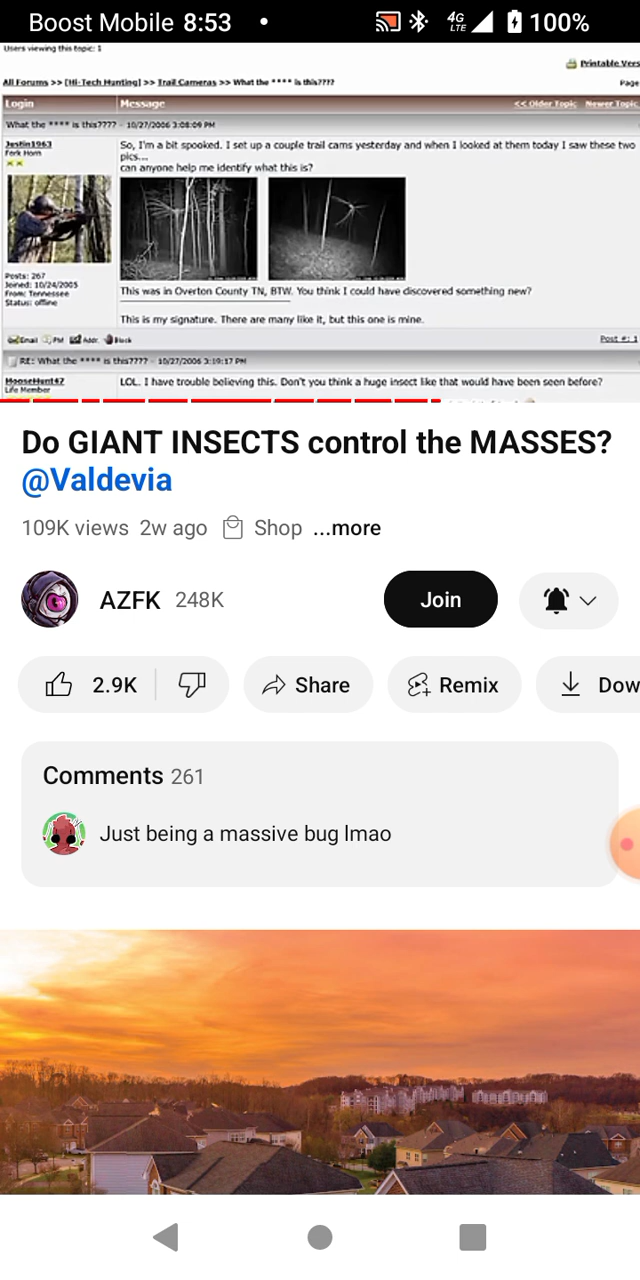 Boost Mobile 8:53 4G LTE 100%
Users viewing this topic: 1
Printable Vers
All Forums >> [Hi-Tech Hunting] >> Trail Cameras >> What the **** is this???? Page
Login Message << Older Topic Newer Topic
What the **** is this???? - 10/27/2006 3:08:09 PM
Justin1963
Fork Horn
So, I'm a bit spooked. I set up a couple trail cams yesterday and when I looked at them today I saw these two
pics...
can anyone help me identify what this is?
Posts: 267
Joined: 10/24/2005
From: Tennessee
Status: offline
This was in Overton County TN, BTW. You think I could have discovered something new?
This is my signature. There are many like it, but this one is mine.
Email PM Addr. Block Post #: 1
RE: What the **** is this???? - 10/27/2006 3:19:17 PM
MooseHunt47
Life Member
LOL. I have trouble believing this. Don't you think a huge insect like that would have been seen before?
Do GIANT INSECTS control the MASSES?
@Valdevia
109K views 2w ago Shop ...more
AZFK 248K Join
2.9K Share Remix Dow
Comments 261
Just being a massive bug lmao